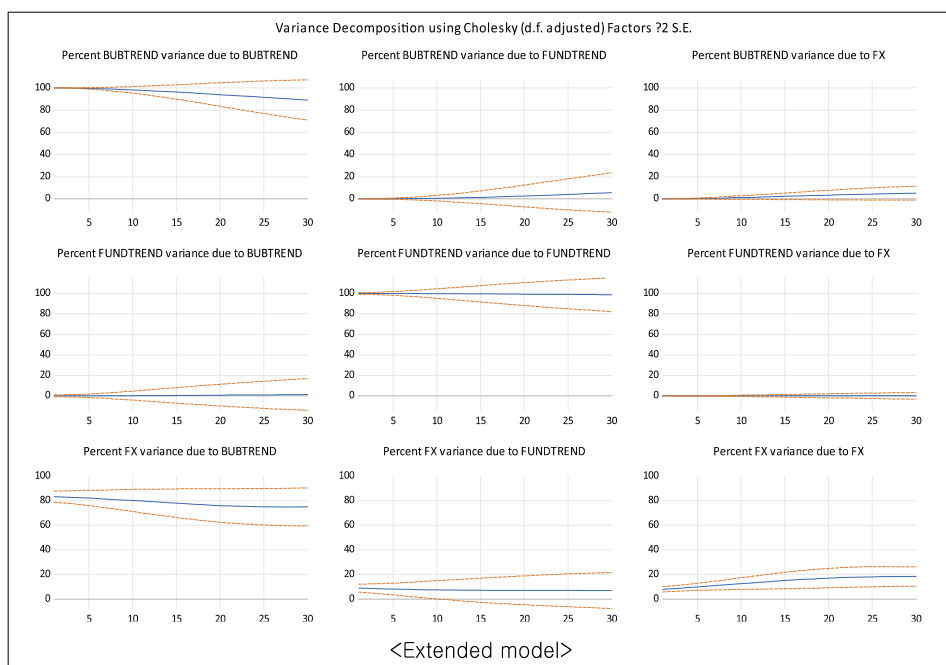 Variance Decomposition using Cholesky (d.f. adjusted) Factors ?2 S.E.
Percent BUBTREND variance due to BUBTREND
Percent BUBTREND variance due to FUNDTREND
Percent BUBTREND variance due to FX
100
80
60
40
20
0
5 10 15 20 25 30
100
80
60
40
20
0
5 10 15 20 25 30
100
80
60
40
20
0
5 10 15 20 25 30
Percent FUNDTREND variance due to BUBTREND
Percent FUNDTREND variance due to FUNDTREND
Percent FUNDTREND variance due to FX
100
80
60
40
20
0
5 10 15 20 25 30
100
80
60
40
20
0
5 10 15 20 25 30
100
80
60
40
20
0
5 10 15 20 25 30
Percent FX variance due to BUBTREND
Percent FX variance due to FUNDTREND
Percent FX variance due to FX
100
80
60
40
20
0
5 10 15 20 25 30
100
80
60
40
20
0
5 10 15 20 25 30
100
80
60
40
20
0
5 10 15 20 25 30
<Extended model>